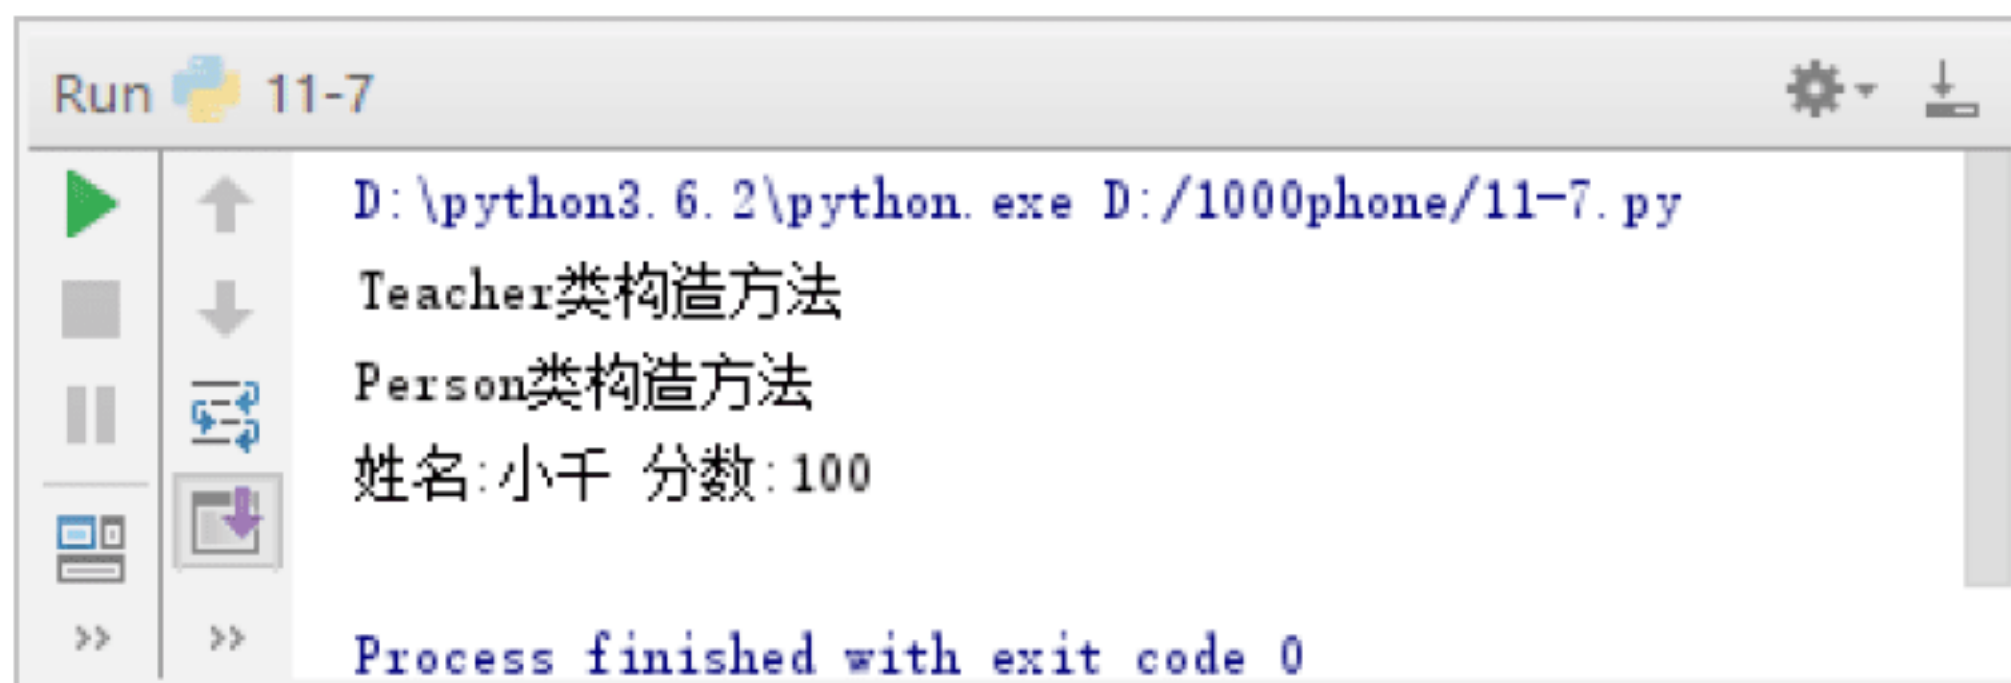 Run 11-7
D:\python3.6.2\python.exe D:/1000phone/11-7.py
Teacher类构造方法
Person类构造方法
姓名:小千 分数:100
Process finished with exit code 0